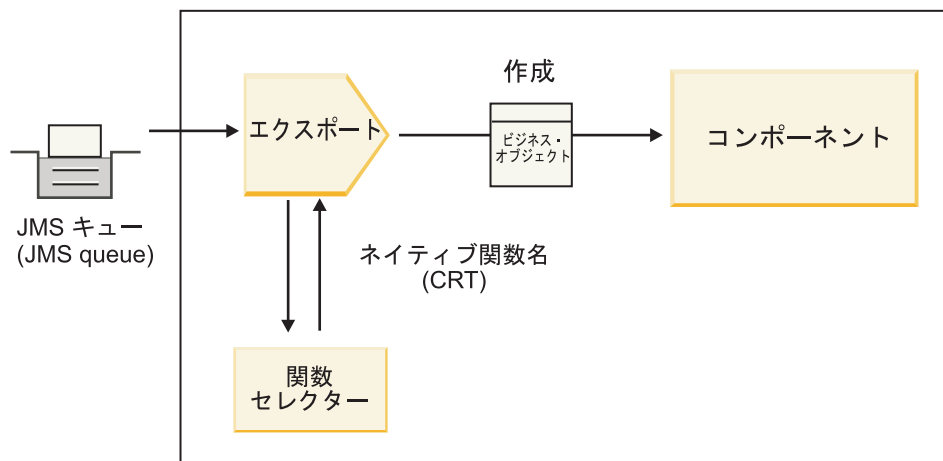 作成
エクスポート
ビジネス・
オブジェクト
コンポーネント
JMS キュー
(JMS queue)
ネイティブ関数名
(CRT)
関数
セレクター